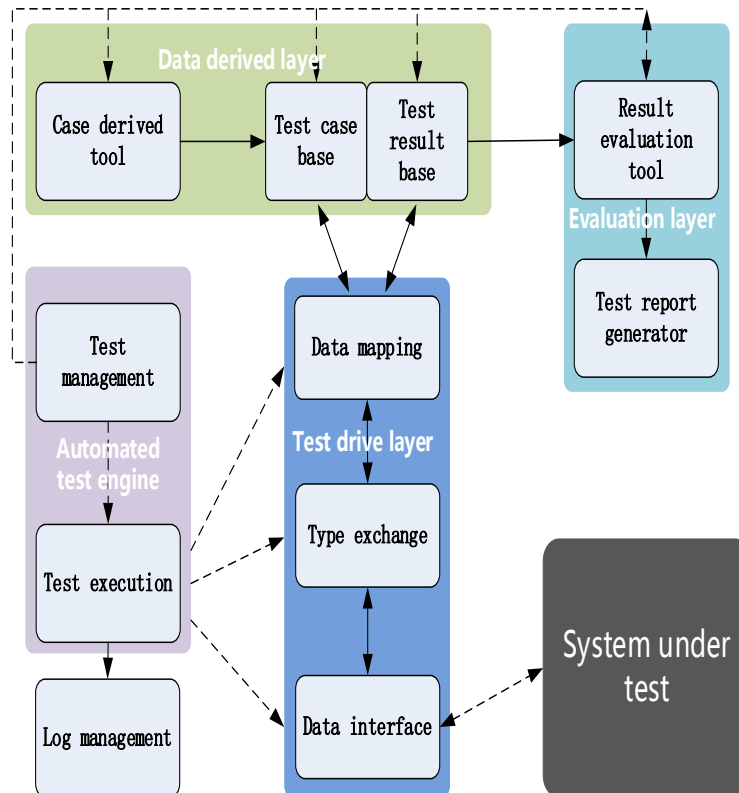 Data derived layer
Case derived
tool
Test case
base
Test
result
base
Result
evaluation
tool
Evaluation layer
Test report
generator
Test
management
Automated
test engine
Test execution
Log management
Data mapping
Test drive layer
Type exchange
Data interface
System under
test